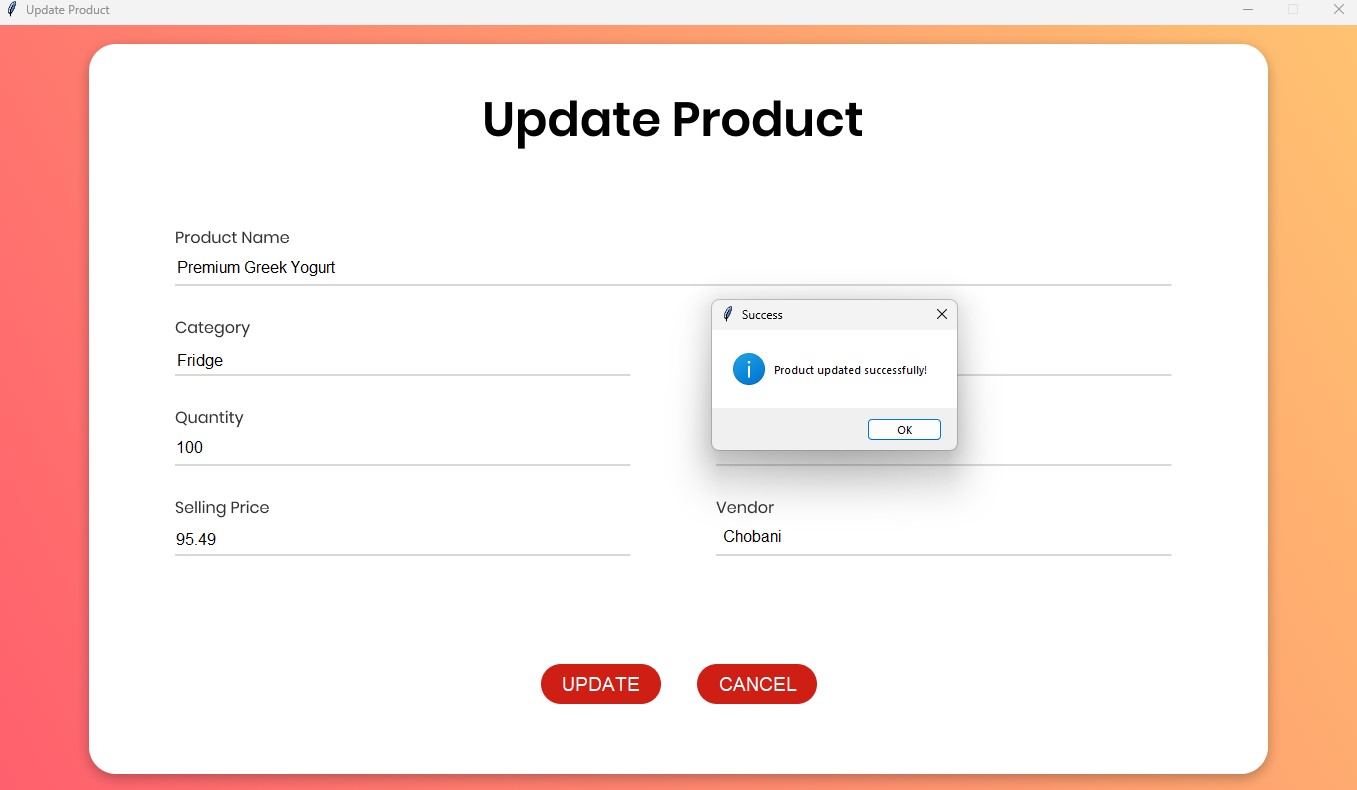 Update Product
Update Product
Product Name
Premium Greek Yogurt
Category
Fridge
Success
Product updated successfully!
OK
Quantity
100
Selling Price
95.49
Vendor
Chobani
UPDATE
CANCEL